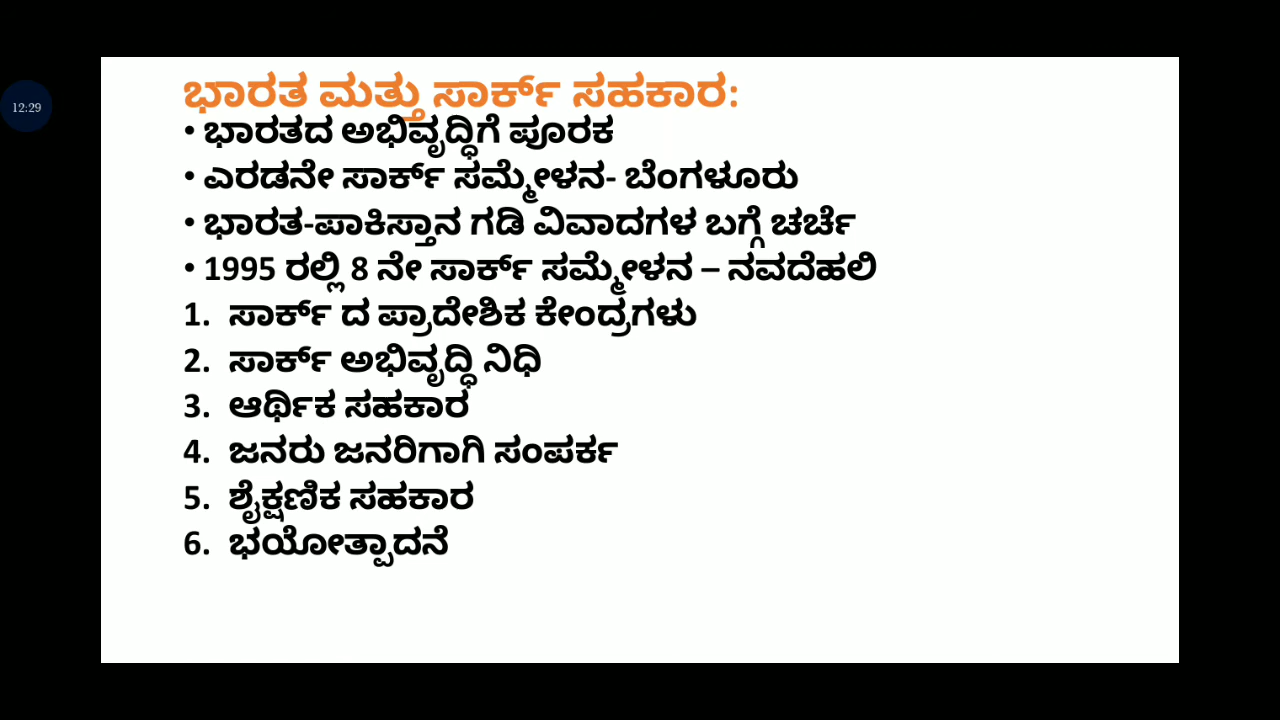 12:29
ಭಾರತ ಮತ್ತು ಸಾರ್ಕ್ ಸಹಕಾರ:
• ಭಾರತದ ಅಭಿವೃದ್ಧಿಗೆ ಪೂರಕ
• ಎರಡನೇ ಸಾರ್ಕ್ ಸಮ್ಮೇಳನ- ಬೆಂಗಳೂರು
• ಭಾರತ-ಪಾಕಿಸ್ತಾನ ಗಡಿ ವಿವಾದಗಳ ಬಗ್ಗೆ ಚರ್ಚೆ
• 1995 ರಲ್ಲಿ 8 ನೇ ಸಾರ್ಕ್ ಸಮ್ಮೇಳನ – ನವದೆಹಲಿ
1. ಸಾರ್ಕ್ ದ ಪ್ರಾದೇಶಿಕ ಕೇಂದ್ರಗಳು
2. ಸಾರ್ಕ್ ಅಭಿವೃದ್ಧಿ ನಿಧಿ
3. ಆರ್ಥಿಕ ಸಹಕಾರ
4. ಜನರು ಜನರಿಗಾಗಿ ಸಂಪರ್ಕ
5. ಶೈಕ್ಷಣಿಕ ಸಹಕಾರ
6. ಭಯೋತ್ಪಾದನೆ